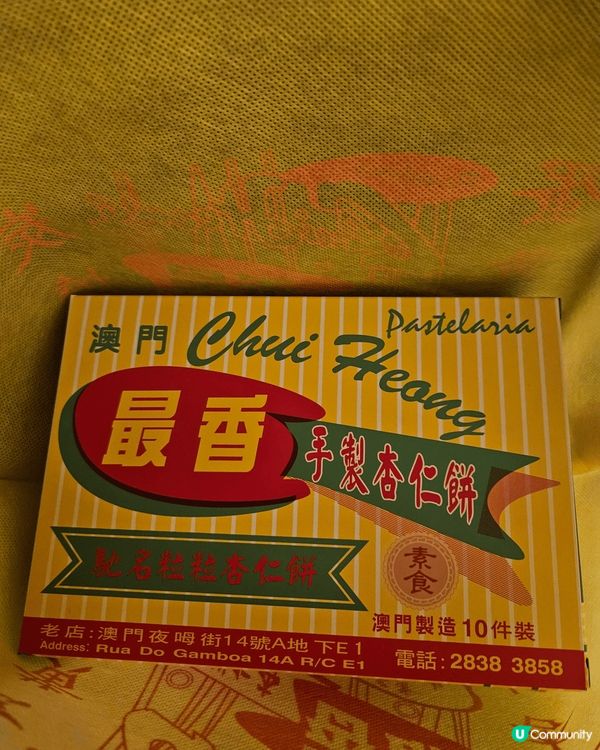 澳門
Chui Heong
Pastelaria
最香
手製杏仁餅
馳名粒粒杏仁餅
素食
澳門製造10件裝
老店:澳門夜呣街14號A地下E1
Address: Rua Do Gamboa 14A R/C E1
電話:2838 3858
U Community